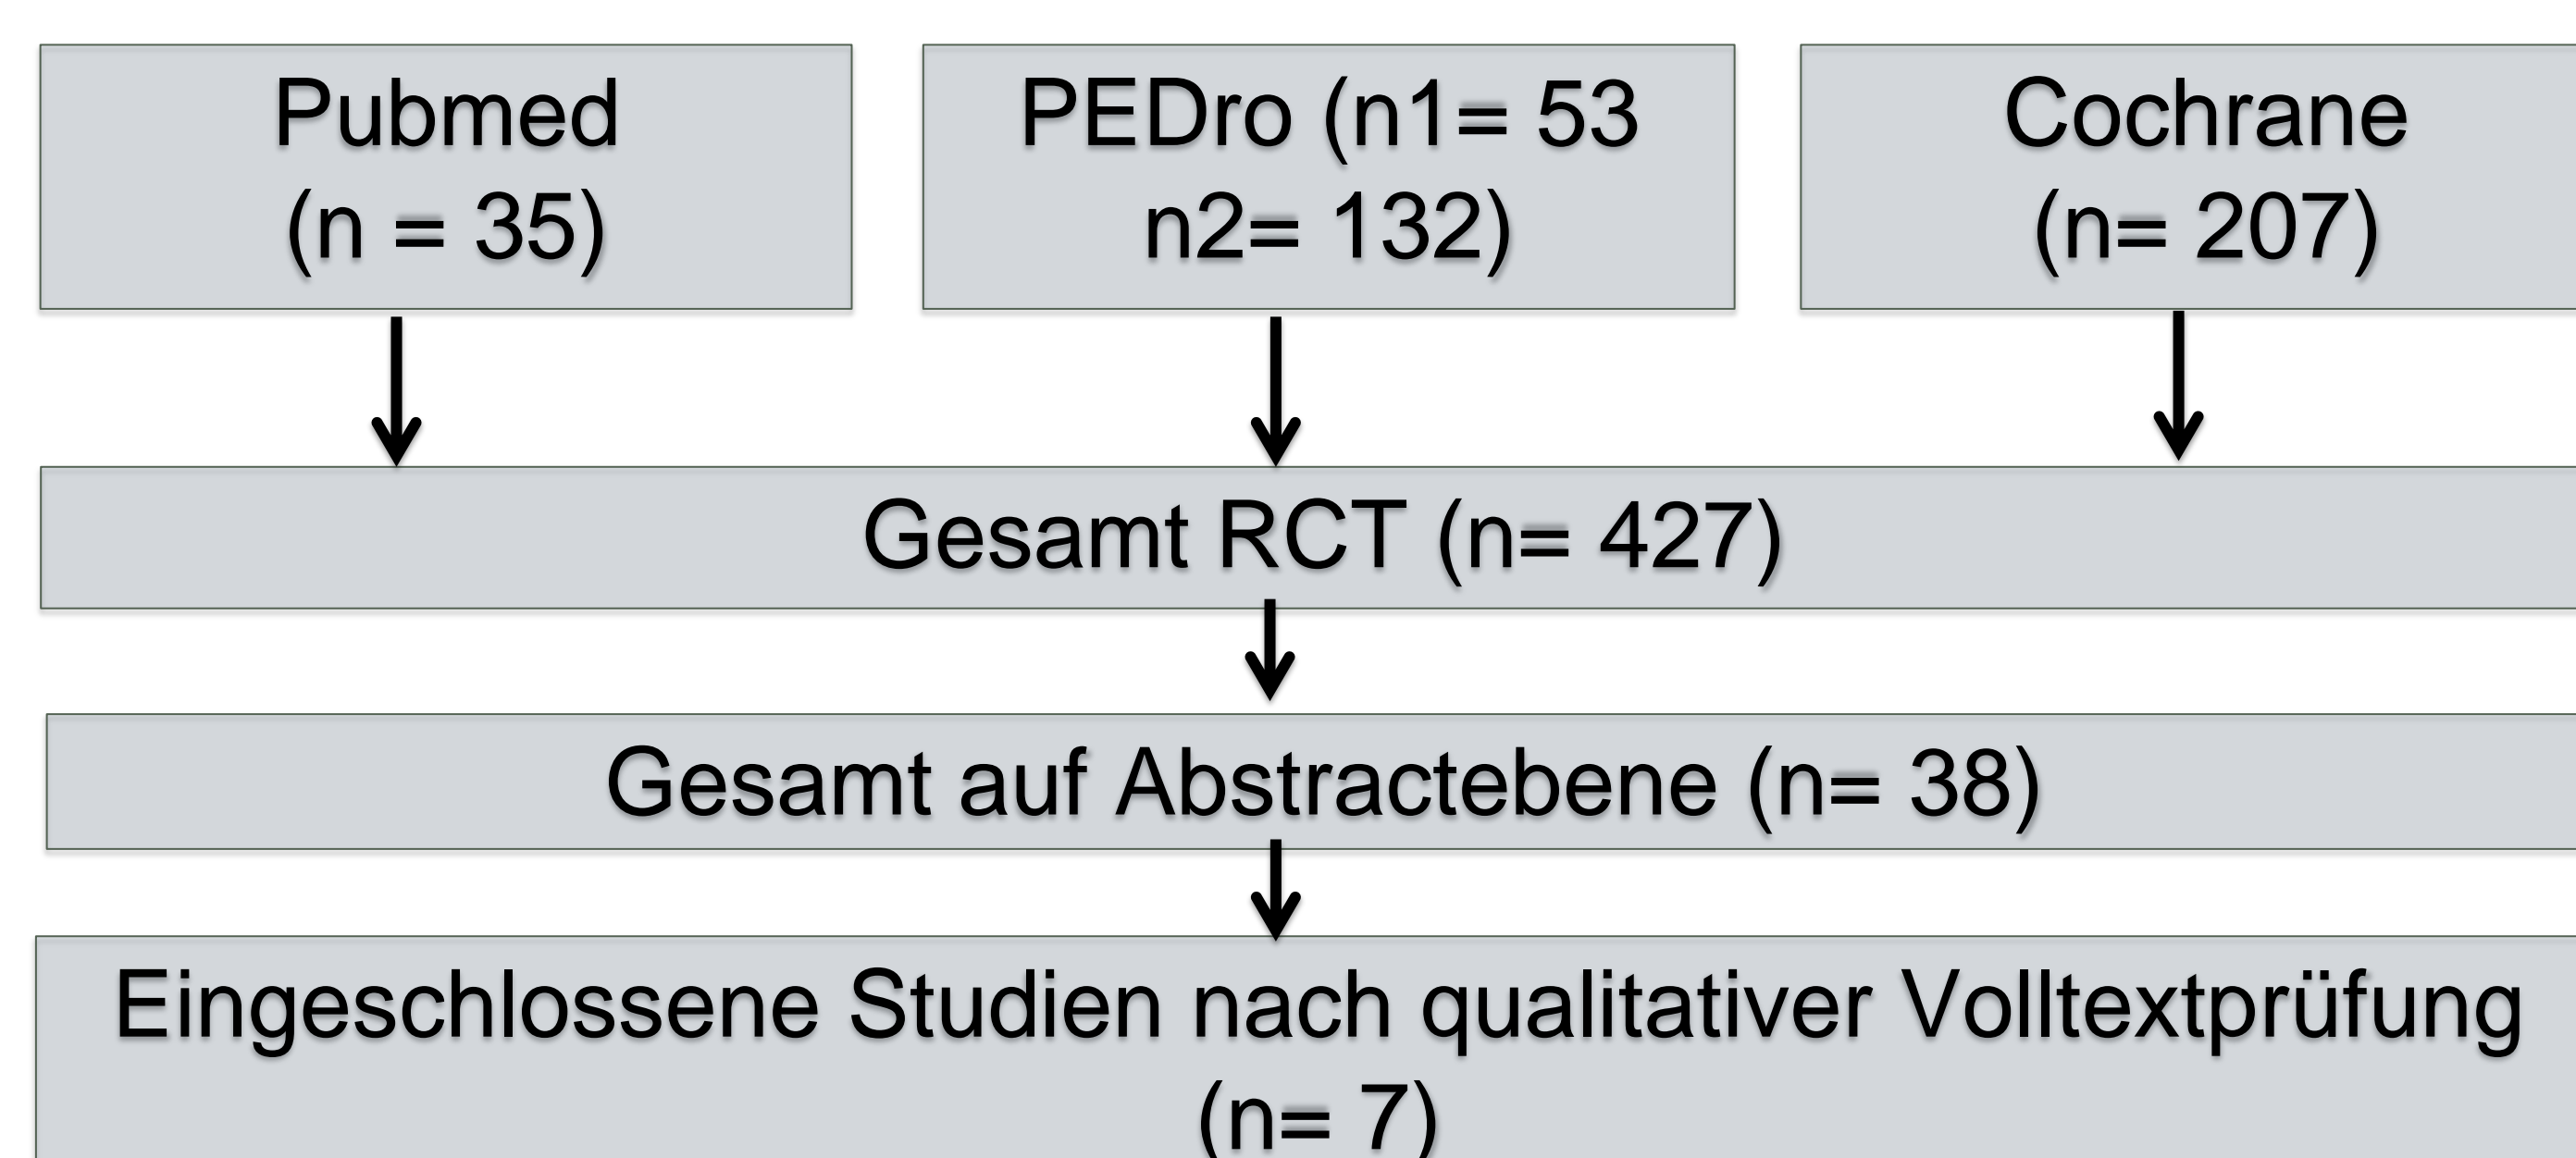 Pubmed
(n = 35)
PEDro (n1= 53
n2= 132)
Cochrane
(n= 207)
Gesamt RCT (n= 427)
Gesamt auf Abstractebene (n= 38)
Eingeschlossene Studien nach qualitativer Volltextprüfung
(n= 7)